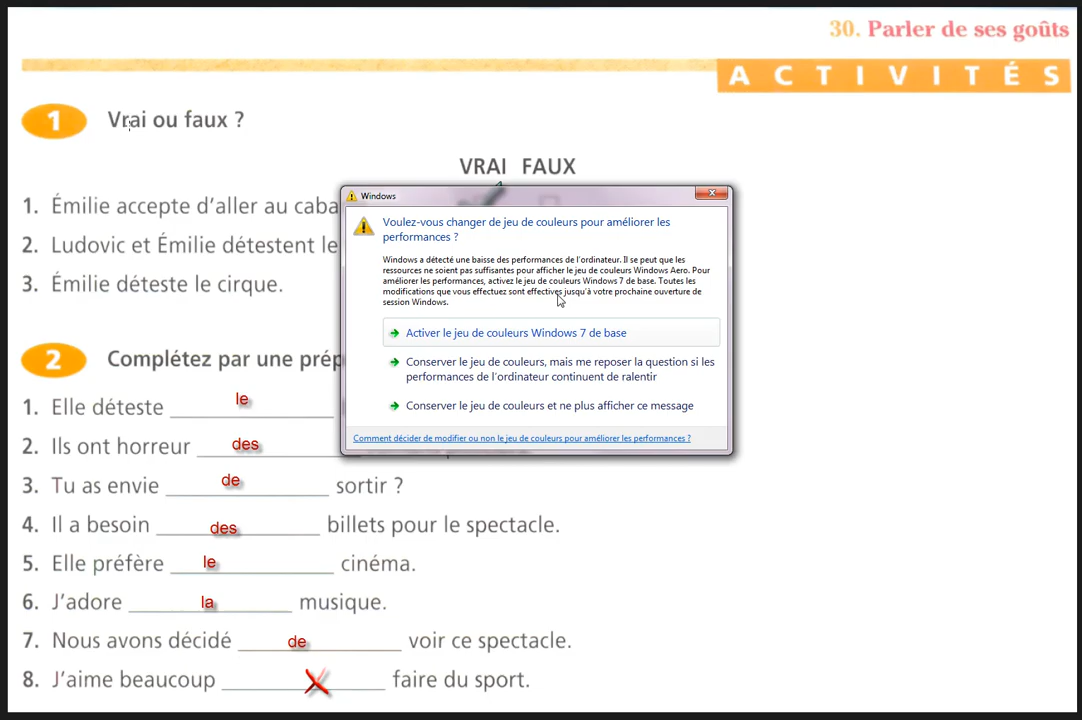 30. Parler de ses goûts
ACTIVITÉS
1 Vrai ou faux ?
VRAI FAUX
1. Émilie accepte d'aller au caba
2. Ludovic et Émilie détestent le
3. Émilie déteste le cirque.
Windows
Voulez-vous changer de jeu de couleurs pour améliorer les
performances ?
Windows a détecté une baisse des performances de l'ordinateur. Il se peut que les
ressources ne soient pas suffisantes pour afficher le jeu de couleurs Windows Aero. Pour
améliorer les performances, activez le jeu de couleurs Windows 7 de base. Toutes les
modifications que vous effectuez sont effectives jusqu'à votre prochaine ouverture de
session Windows.
Activer le jeu de couleurs Windows 7 de base
Conserver le jeu de couleurs, mais me reposer la question si les
performances de l'ordinateur continuent de ralentir
Conserver le jeu de couleurs et ne plus afficher ce message
Comment décider de modifier ou non le jeu de couleurs pour améliorer les performances ?
2 Complétez par une prép
1. Elle déteste le
2. Ils ont horreur des
3. Tu as envie de sortir ?
4. Il a besoin des billets pour le spectacle.
5. Elle préfère le cinéma.
6. J'adore la musique.
7. Nous avons décidé de voir ce spectacle.
8. J'aime beaucoup X faire du sport.